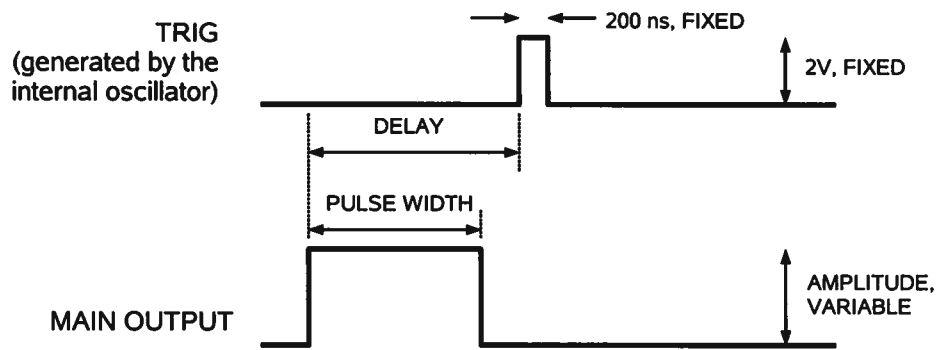 TRIG
(generated by the
internal oscillator)
200 ns, FIXED
2V, FIXED
DELAY
PULSE WIDTH
AMPLITUDE,
VARIABLE
MAIN OUTPUT